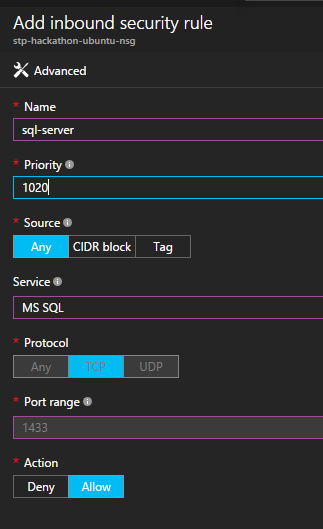 Add inbound security rule
stp-hackathon-ubuntu-nsg
Advanced
* Name
sql-server
* Priority
1020
* Source
Any CIDR block Tag
Service
MS SQL
* Protocol
Any TCP UDP
* Port range
1433
* Action
Deny Allow